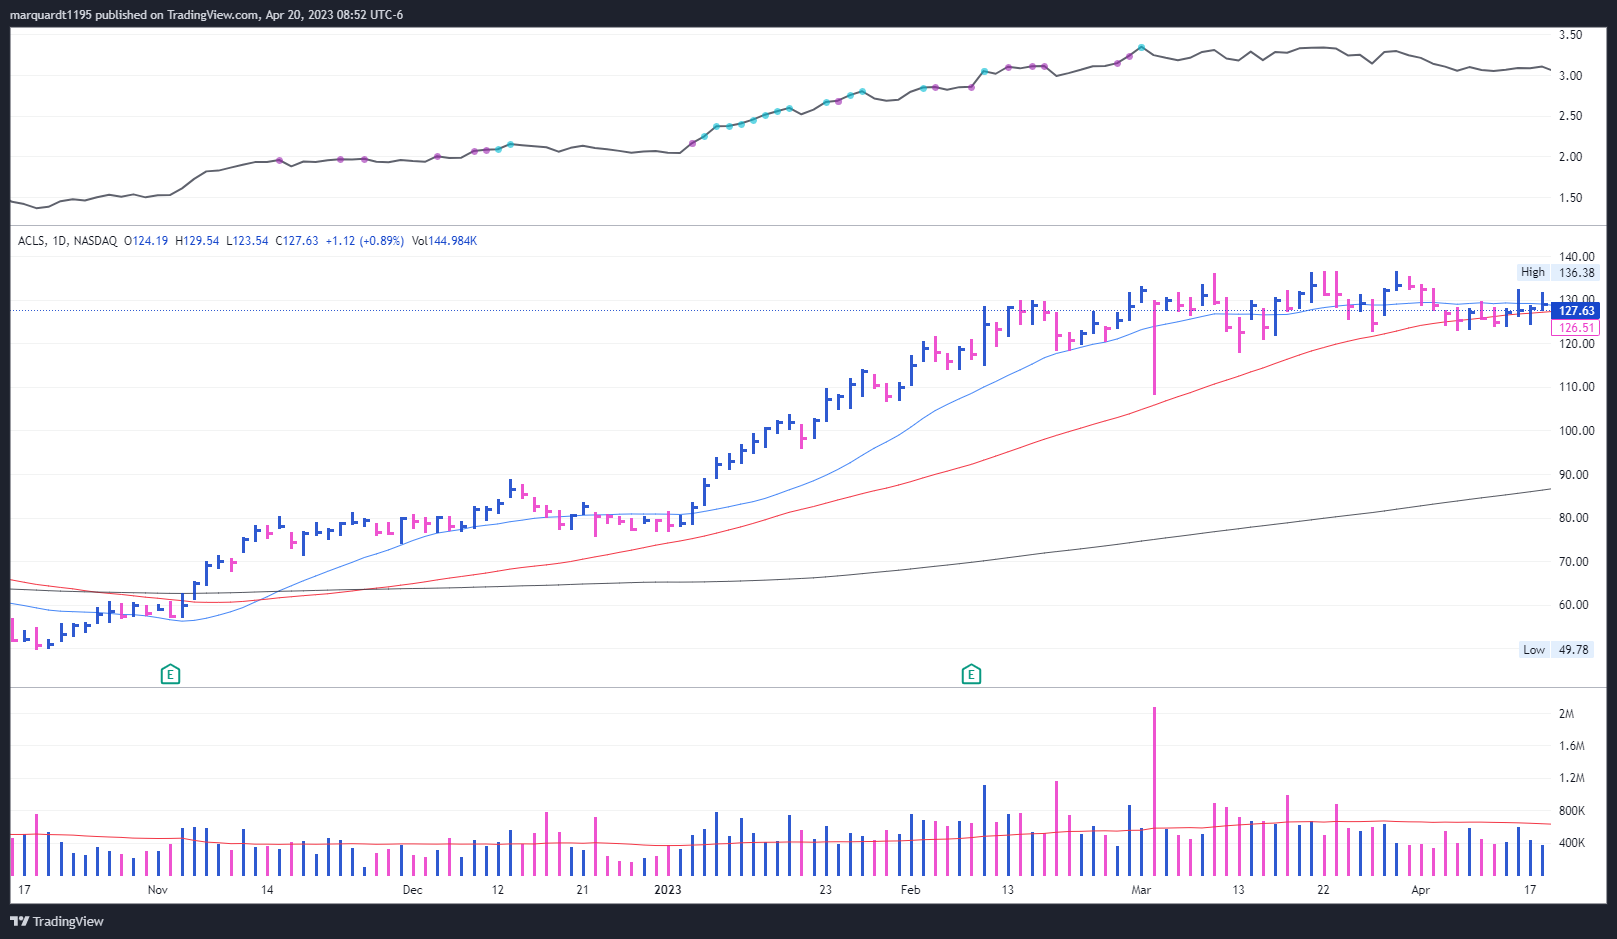 marquardt1195 published on TradingView.com, Apr 20, 2023 08:52 UTC-6
3.50
3.00
2.50
2.00
1.50
ACLS, 1D, NASDAQ O124.19 H129.54 L123.54 C127.63 +1.12 (+0.89%) Vol144.984K
140.00
High 136.38
130.00
127.63
126.51
120.00
110.00
100.00
90.00
80.00
70.00
60.00
Low 49.78
E E
2M
1.6M
1.2M
800K
400K
17 Nov 14 Dec 12 21 2023 23 Feb 13 Mar 13 22 Apr 17
TradingView